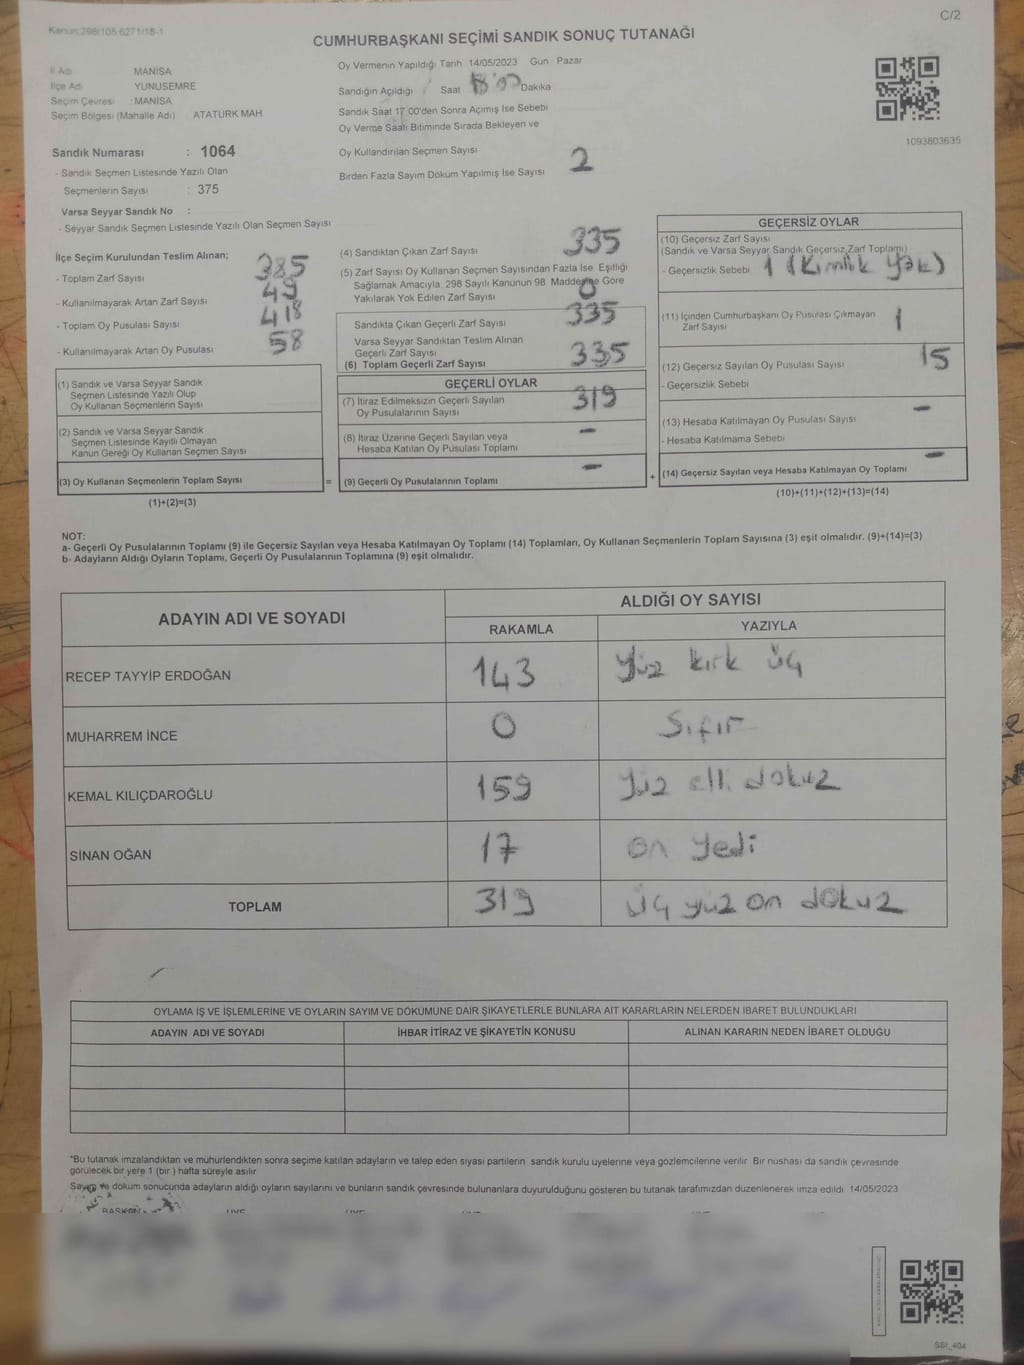 C/2
Kanun:298/105 6271/18-1
CUMHURBAŞKANI SEÇİMİ SANDIK SONUÇ TUTANAĞI
İl Adı MANİSA
İlçe Adı YUNUSEMRE
Seçim Çevresi : MANİSA
Seçim Bölgesi (Mahalle Adı) ATATÜRK MAH
Sandık Numarası : 1064
- Sandık Seçmen Listesinde Yazılı Olan
Seçmenlerin Sayısı : 375
Varsa Seyyar Sandık No :
- Seyyar Sandık Seçmen Listesinde Yazılı Olan Seçmen Sayısı
Oy Vermenin Yapıldığı Tarih 14/05/2023 Gün Pazar
Sandığın Açıldığı Saat Dakika
Sandık Saat 17 00'den Sonra Açımış İse Sebebi
Oy Verme Saati Bitiminde Sırada Bekleyen ve
Oy Kullandırılan Seçmen Sayısı
Birden Fazla Sayım Döküm Yapılmış İse Sayısı 2
1093803635
İlçe Seçim Kurulundan Teslim Alınan;
- Toplam Zarf Sayısı 385
- Kullanılmayarak Artan Zarf Sayısı 49
- Toplam Oy Pusulası Sayısı 418
- Kullanılmayarak Artan Oy Pusulası 58
(1) Sandık ve Varsa Seyyar Sandık
Seçmen Listesinde Yazılı Olup
Oy Kullanan Seçmenlerin Sayısı
(2) Sandık ve Varsa Seyyar Sandık
Seçmen Listesinde Kayıtlı Olmayan
Kanun Gereği Oy Kullanan Seçmen Sayısı
(3) Oy Kullanan Seçmenlerin Toplam Sayısı
(1)+(2)=(3)
=
(4) Sandıktan Çıkan Zarf Sayısı 335
(5) Zarf Sayısı Oy Kullanan Seçmen Sayısından Fazla İse Eşitliği
Sağlamak Amacıyla 298 Sayılı Kanunun 98 Maddesine Göre
Yakılarak Yok Edilen Zarf Sayısı 0
Sandıkta Çıkan Geçerli Zarf Sayısı 335
Varsa Seyyar Sandıktan Teslim Alınan
Geçerli Zarf Sayısı
(6) Toplam Geçerli Zarf Sayısı 335
GEÇERLİ OYLAR
(7) İtiraz Edilmeksizin Geçerli Sayılan
Oy Pusulalarının Sayısı 319
(8) İtiraz Üzerine Geçerli Sayılan veya
Hesaba Katılan Oy Pusulası Toplamı -
(9) Geçerli Oy Pusulalarının Toplamı -
+
GEÇERSİZ OYLAR
(10) Geçersiz Zarf Sayısı
(Sandık ve Varsa Seyyar Sandık Geçersiz Zarf Toplamı)
- Geçersizlik Sebebi 1 (Kimlik Yok)
(11) İçinden Cumhurbaşkanı Oy Pusulası Çıkmayan
Zarf Sayısı 1
(12) Geçersiz Sayılan Oy Pusulası Sayısı 15
- Geçersizlik Sebebi
(13) Hesaba Katılmayan Oy Pusulası Sayısı -
- Hesaba Katılmama Sebebi
(14) Geçersiz Sayılan veya Hesaba Katılmayan Oy Toplamı -
(10)+(11)+(12)+(13)=(14)
NOT:
a- Geçerli Oy Pusulalarının Toplamı (9) ile Geçersiz Sayılan veya Hesaba Katılmayan Oy Toplamı (14) Toplamları, Oy Kullanan Seçmenlerin Toplam Sayısına (3) eşit olmalıdır. (9)+(14)=(3)
b- Adayların Aldığı Oyların Toplamı, Geçerli Oy Pusulalarının Toplamına (9) eşit olmalıdır.
ADAYIN ADI VE SOYADI ALDIĞI OY SAYISI
RAKAMLA YAZIYLA
RECEP TAYYİP ERDOĞAN 143 Yüz kırk üç
MUHARREM İNCE 0 Sıfır
KEMAL KILIÇDAROĞLU 159 Yüz elli dokuz
SİNAN OĞAN 17 on yedi
TOPLAM 319 üç yüz on dokuz
OYLAMA İŞ VE İŞLEMLERİNE VE OYLARIN SAYIM VE DÖKÜMÜNE DAİR ŞİKAYETLERLE BUNLARA AİT KARARLARIN NELERDEN İBARET BULUNDUKLARI
ADAYIN ADI VE SOYADI İHBAR İTİRAZ VE ŞİKAYETİN KONUSU ALINAN KARARIN NEDEN İBARET OLDUĞU
*Bu tutanak imzalandıktan ve mühürlendikten sonra seçime katılan adayların ve talep eden siyasi partilerin sandık kurulu üyelerine veya gözlemcilerine verilir Bir nüshası da sandık çevresinde
görülecek bir yere 1 (bir ) hafta süreyle asılır
Sayım ve döküm sonucunda adayların aldığı oyların sayılarını ve bunların sandık çevresinde bulunanlara duyurulduğunu gösteren bu tutanak tarafımızdan düzenlenerek imza edildi 14/05/2023
BAŞKAN
SSI_404